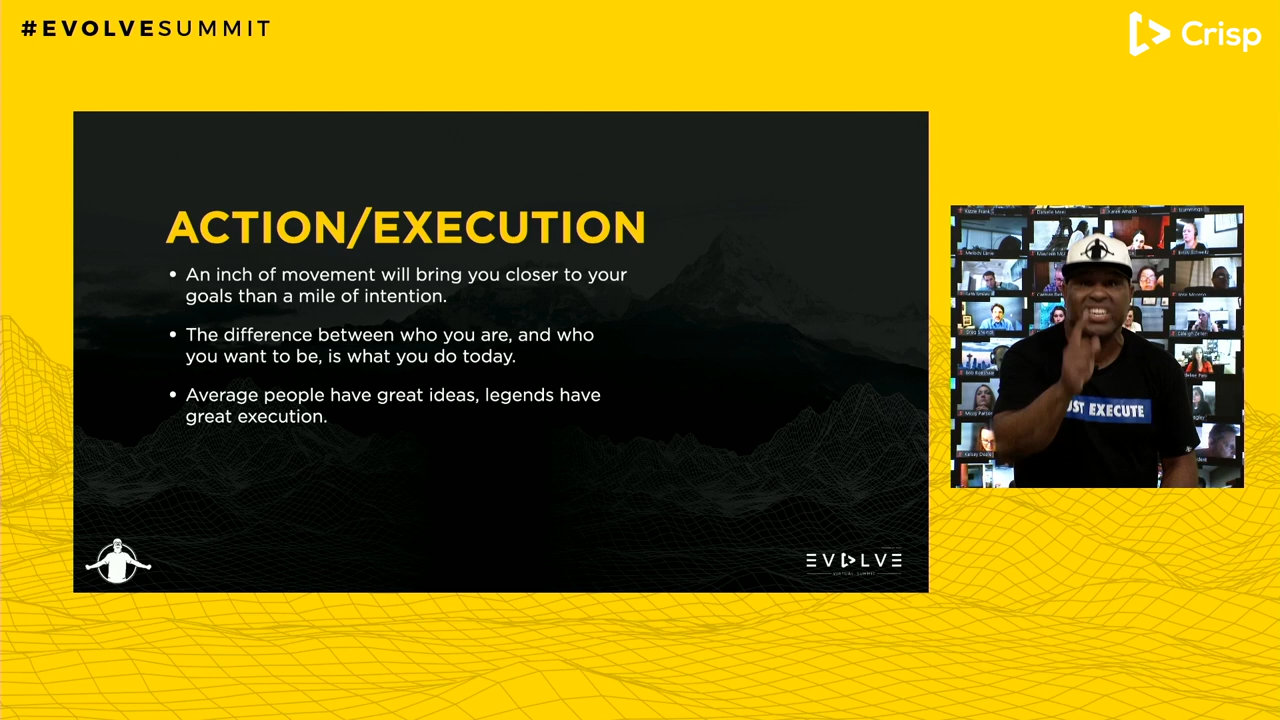 #EVOLVESUMMIT
Crisp
ACTION/EXECUTION
• An inch of movement will bring you closer to your
goals than a mile of intention.
• The difference between who you are, and who
you want to be, is what you do today.
• Average people have great ideas, legends have
great execution.
EVOLVE
VIRTUAL SUMMIT
UST EXECUTE